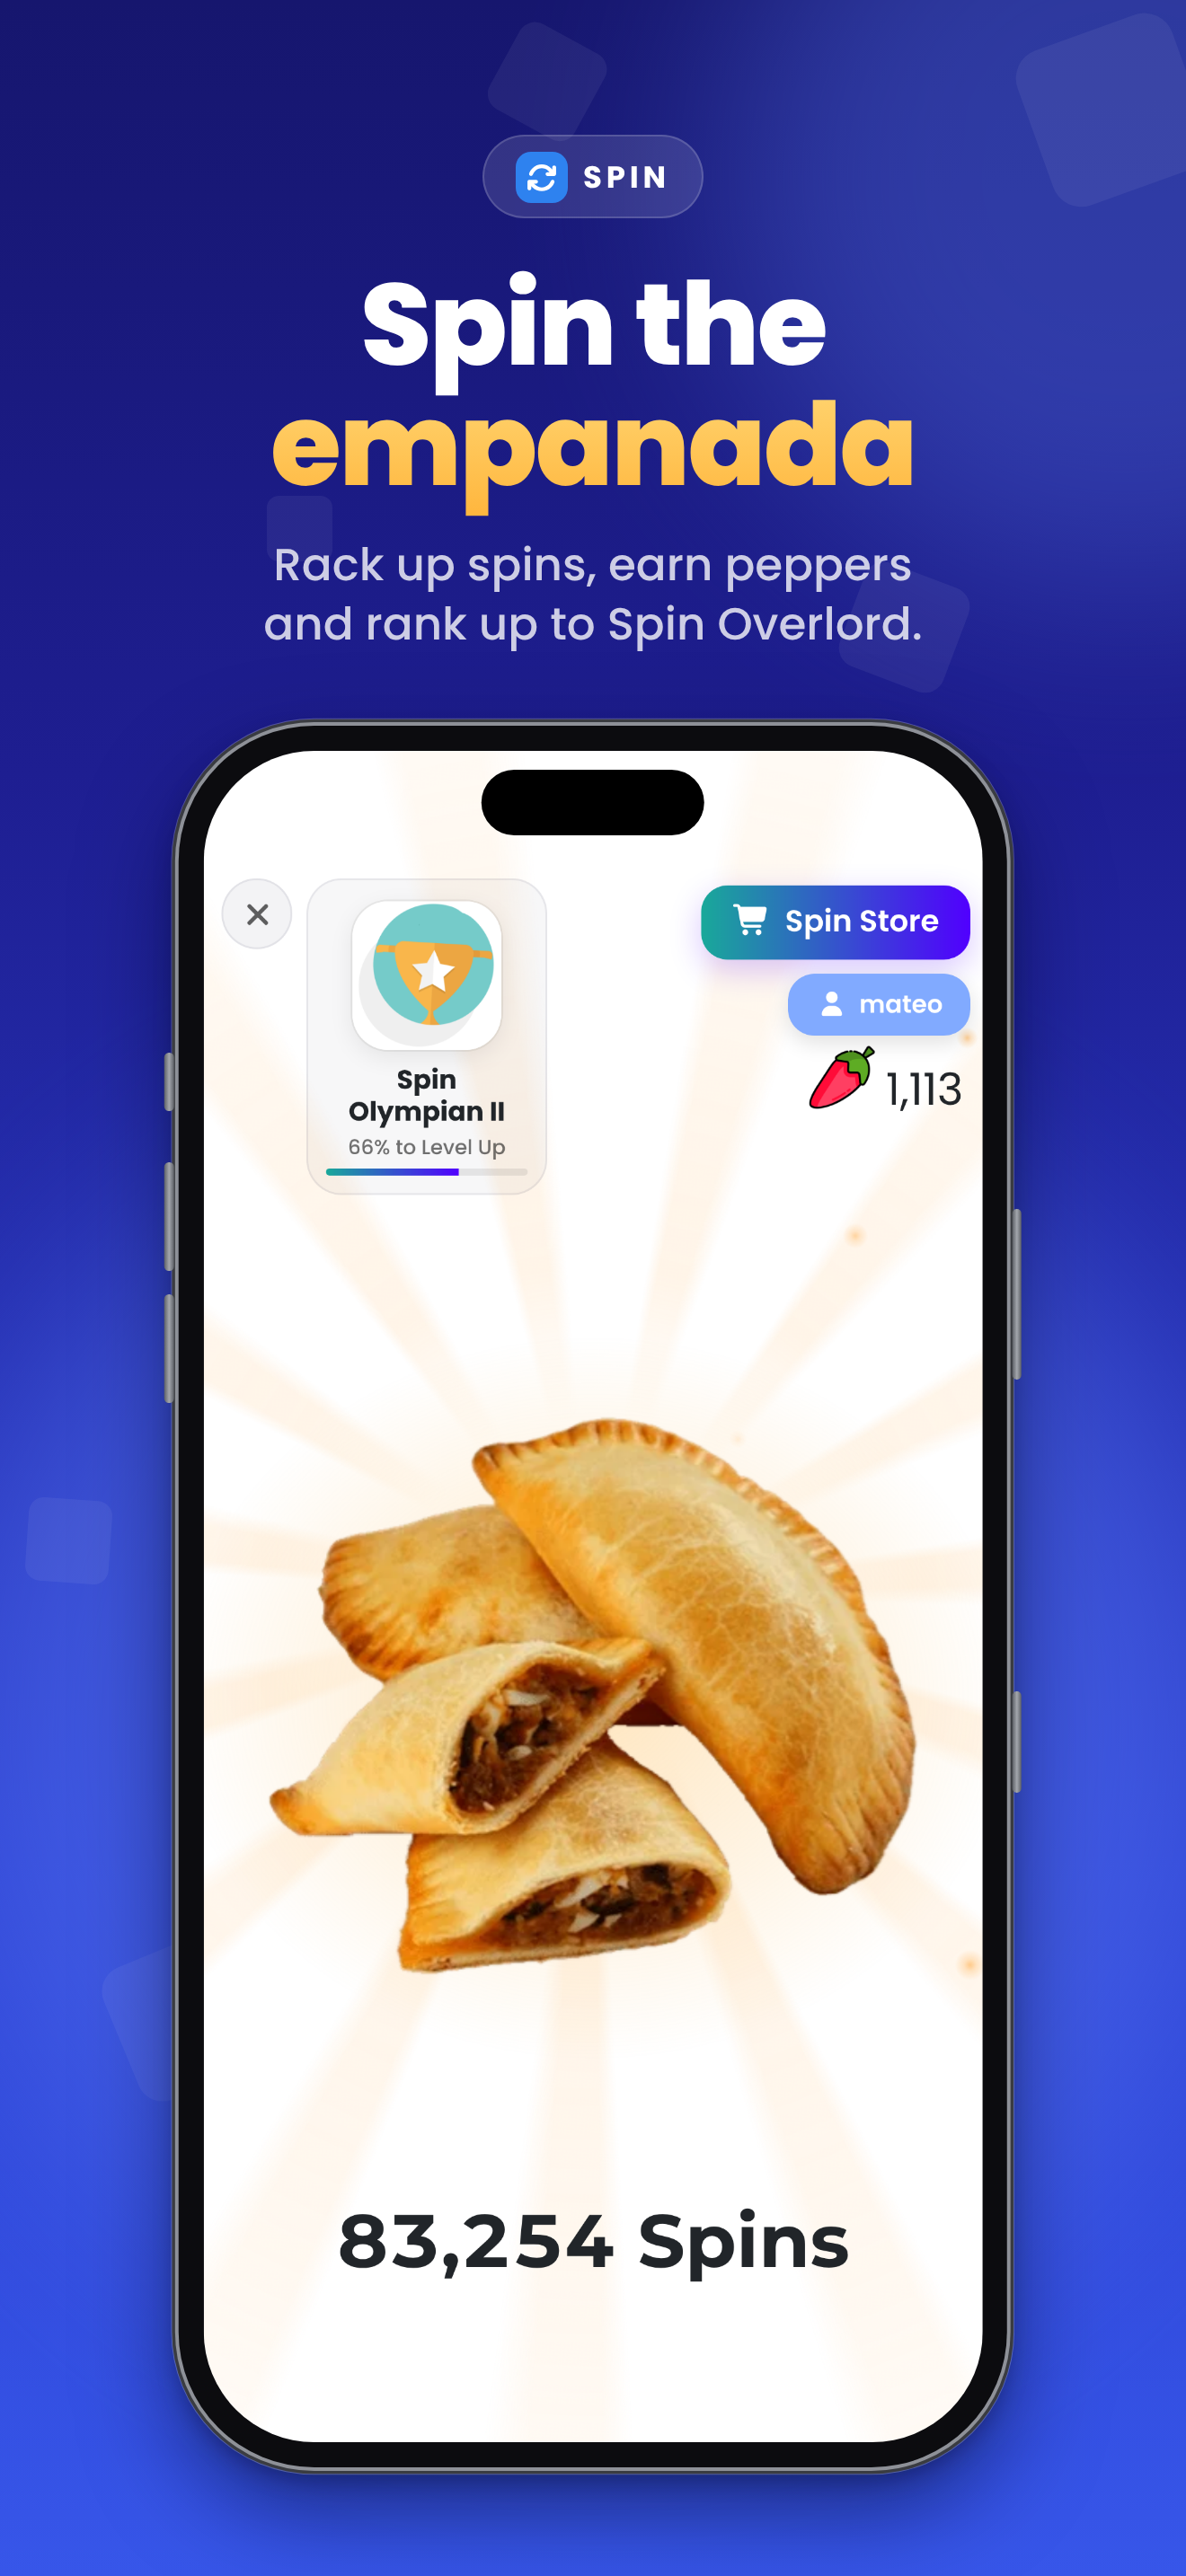 SPIN
Spin the
empanada
Rack up spins, earn peppers
and rank up to Spin Overlord.
Spin Store
mateo
1,113
Spin
Olympian II
66% to Level Up
83,254 Spins